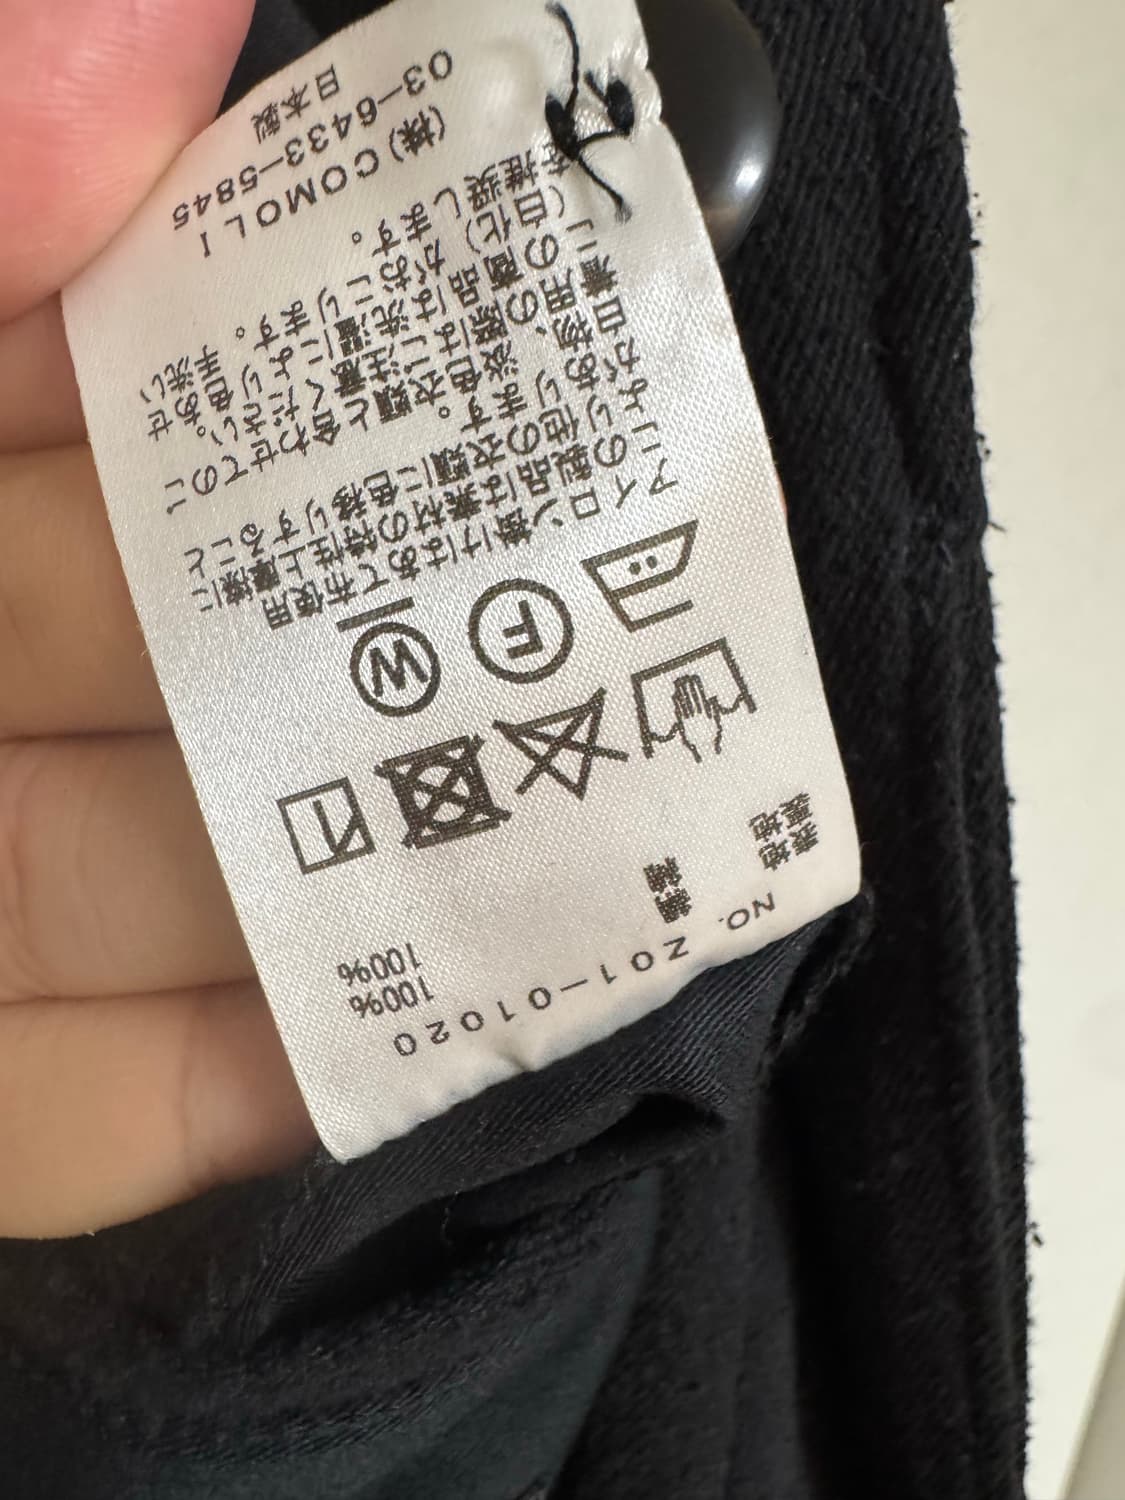 NO. Z01-01020
表地 綿 100%
裏地 綿 100%
F
W
アイロン掛けはあて布使用
この製品は素材の特性上摩擦に
より他の衣類に色移りすること
があります。
白物、淡色の衣類と合わせてのご
着用の際はご注意ください。
この商品はご洗濯により色あせ
(白化)がおこります。手洗い
を推奨します。
(株)COMOLI
03-6433-5845
日本製